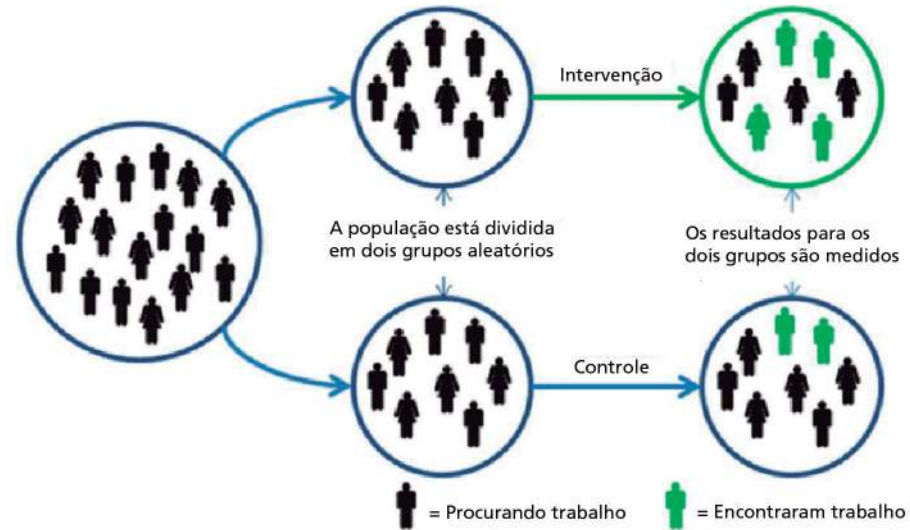 Intervenção
A população está dividida
em dois grupos aleatórios
Os resultados para os
dois grupos são medidos
Controle
= Procurando trabalho
= Encontraram trabalho